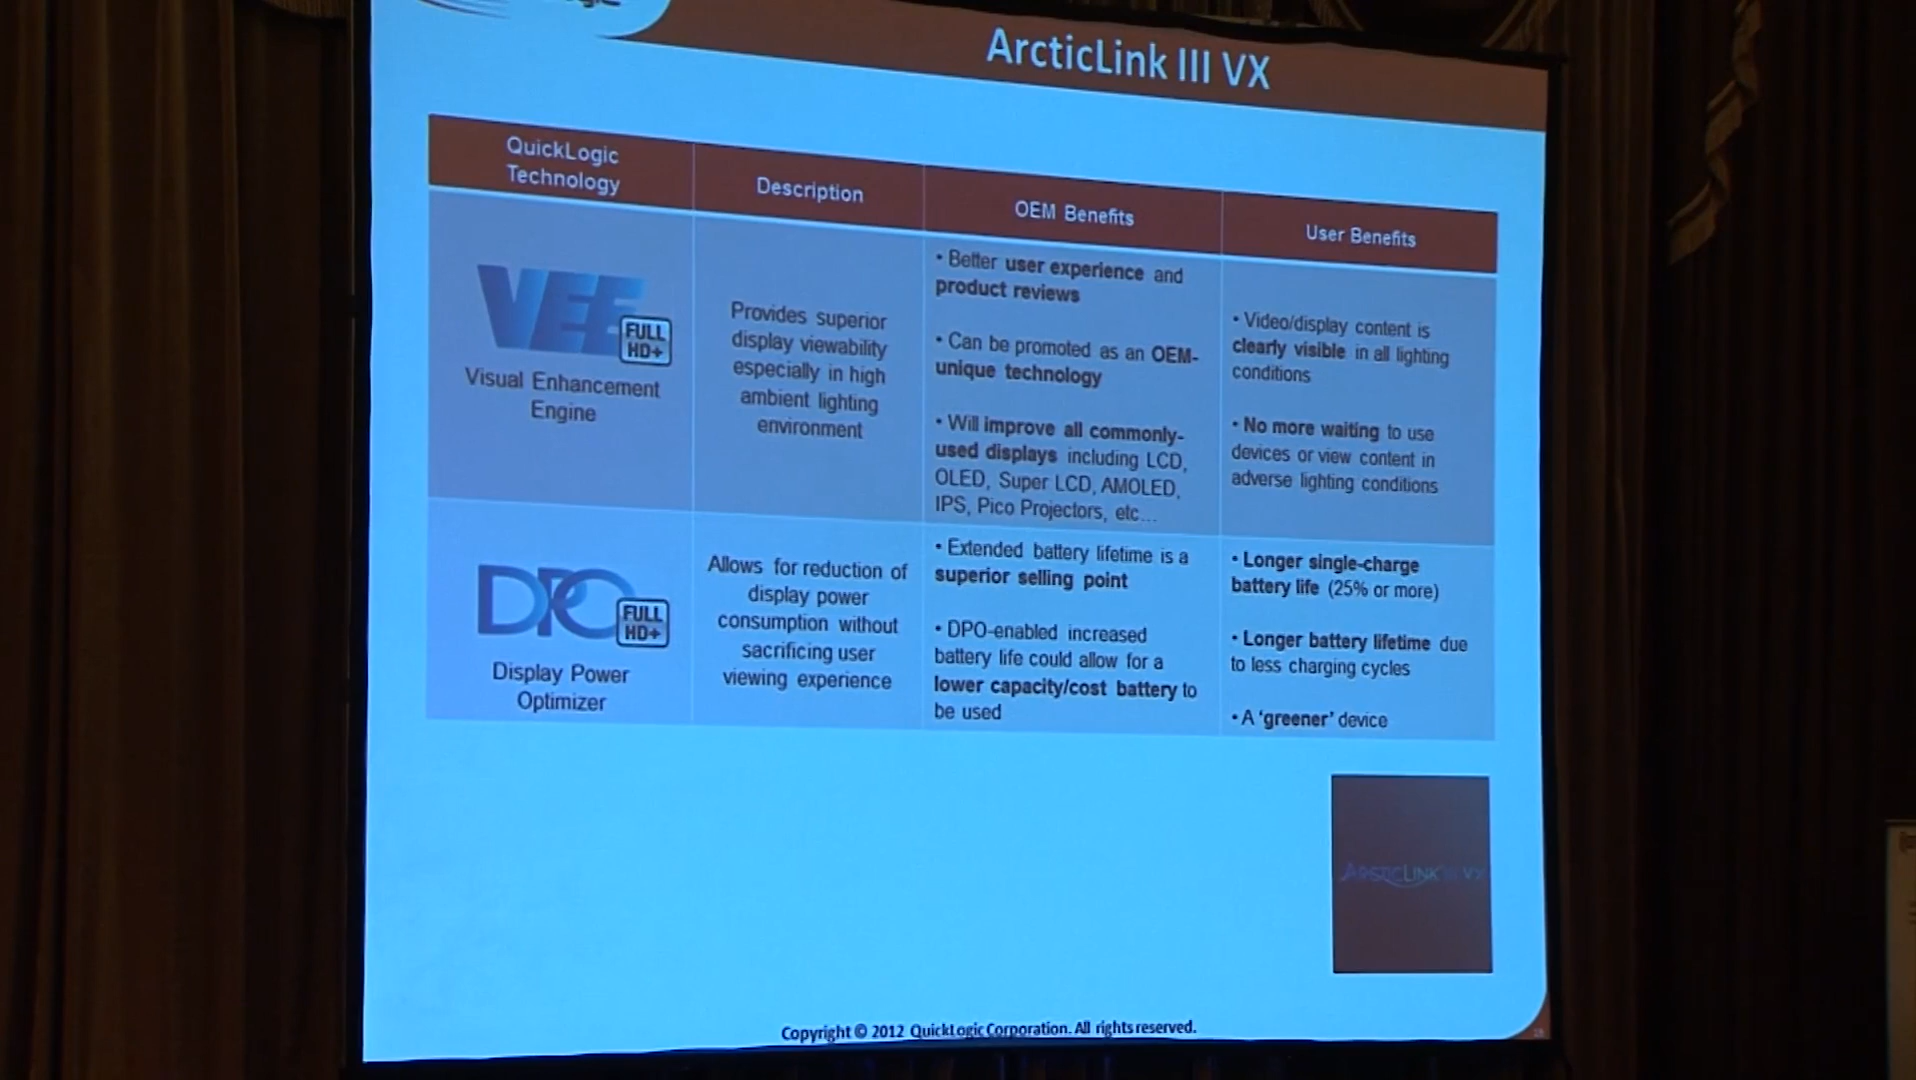 ArcticLink III VX
QuickLogic
Technology
Description
OEM Benefits
User Benefits
VEE
FULL
HD+
Visual Enhancement
Engine
Provides superior
display viewability
especially in high
ambient lighting
environment
• Better user experience and
product reviews
• Can be promoted as an OEM-
unique technology
• Will improve all commonly-
used displays including LCD,
OLED, Super LCD, AMOLED,
IPS, Pico Projectors, etc...
• Video/display content is
clearly visible in all lighting
conditions
• No more waiting to use
devices or view content in
adverse lighting conditions
DPO
FULL
HD+
Display Power
Optimizer
Allows for reduction of
display power
consumption without
sacrificing user
viewing experience
• Extended battery lifetime is a
superior selling point
• DPO-enabled increased
battery life could allow for a
lower capacity/cost battery to
be used
• Longer single-charge
battery life (25% or more)
• Longer battery lifetime due
to less charging cycles
• A 'greener' device
ARCTICLINK III VX
Copyright © 2012 QuickLogic Corporation. All rights reserved.